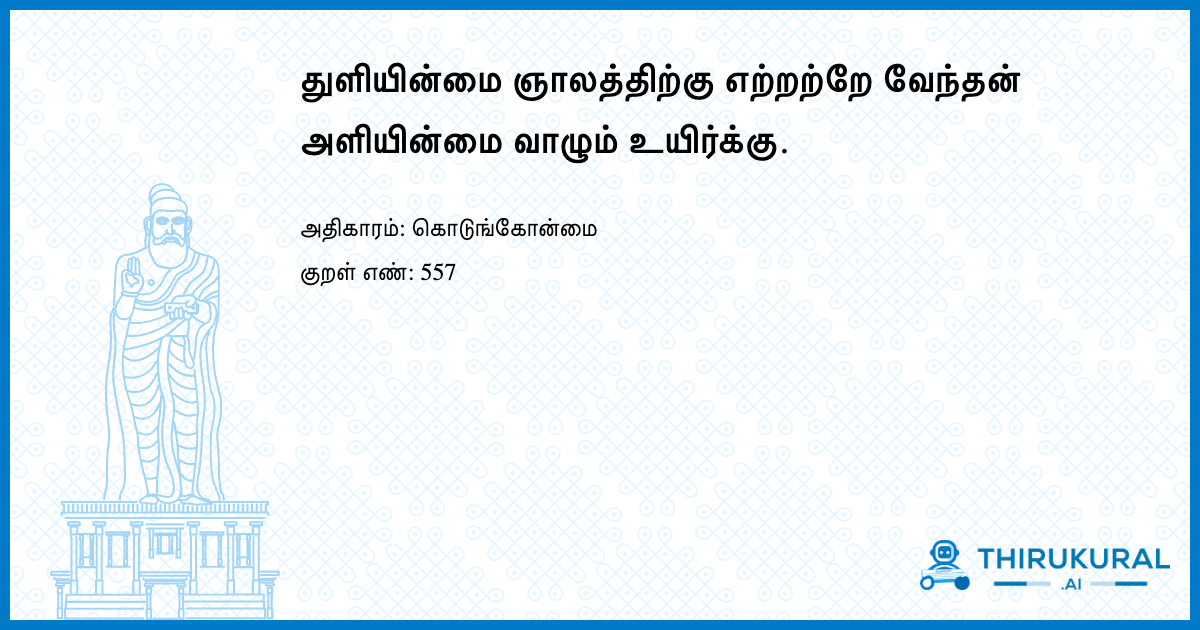 துளியின்மை ஞாலத்திற்கு எற்றற்றே வேந்தன்
அளியின்மை வாழும் உயிர்க்கு.
அதிகாரம்: கொடுங்கோன்மை
குறள் எண்: 557
THIRUKURAL
.AI